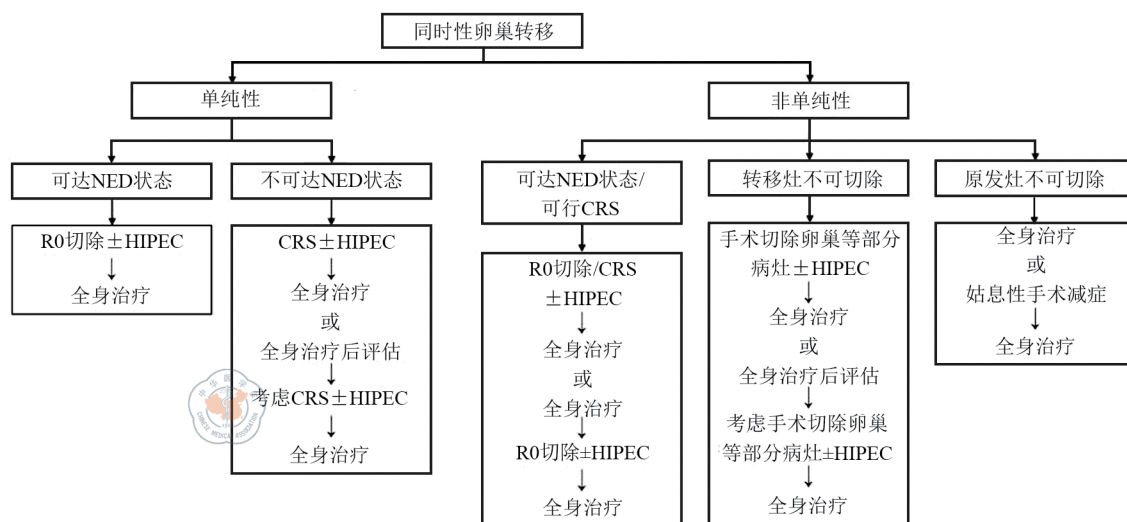 同时性卵巢转移
单纯性
非单纯性
可达NED状态
不可达NED状态
可达NED状态/
可行CRS
转移灶不可切除
原发灶不可切除
R0切除±HIPEC
全身治疗
CRS±HIPEC
全身治疗
或
全身治疗后评估
考虑CRS±HIPEC
全身治疗
R0切除/CRS
±HIPEC
全身治疗
或
全身治疗
R0切除±HIPEC
全身治疗
手术切除卵巢等部分
病灶±HIPEC
全身治疗
或
全身治疗后评估
考虑手术切除卵巢
等部分病灶±HIPEC
全身治疗
全身治疗
或
姑息性手术减症
全身治疗
CHINESE MEDICAL ASSOCIATION